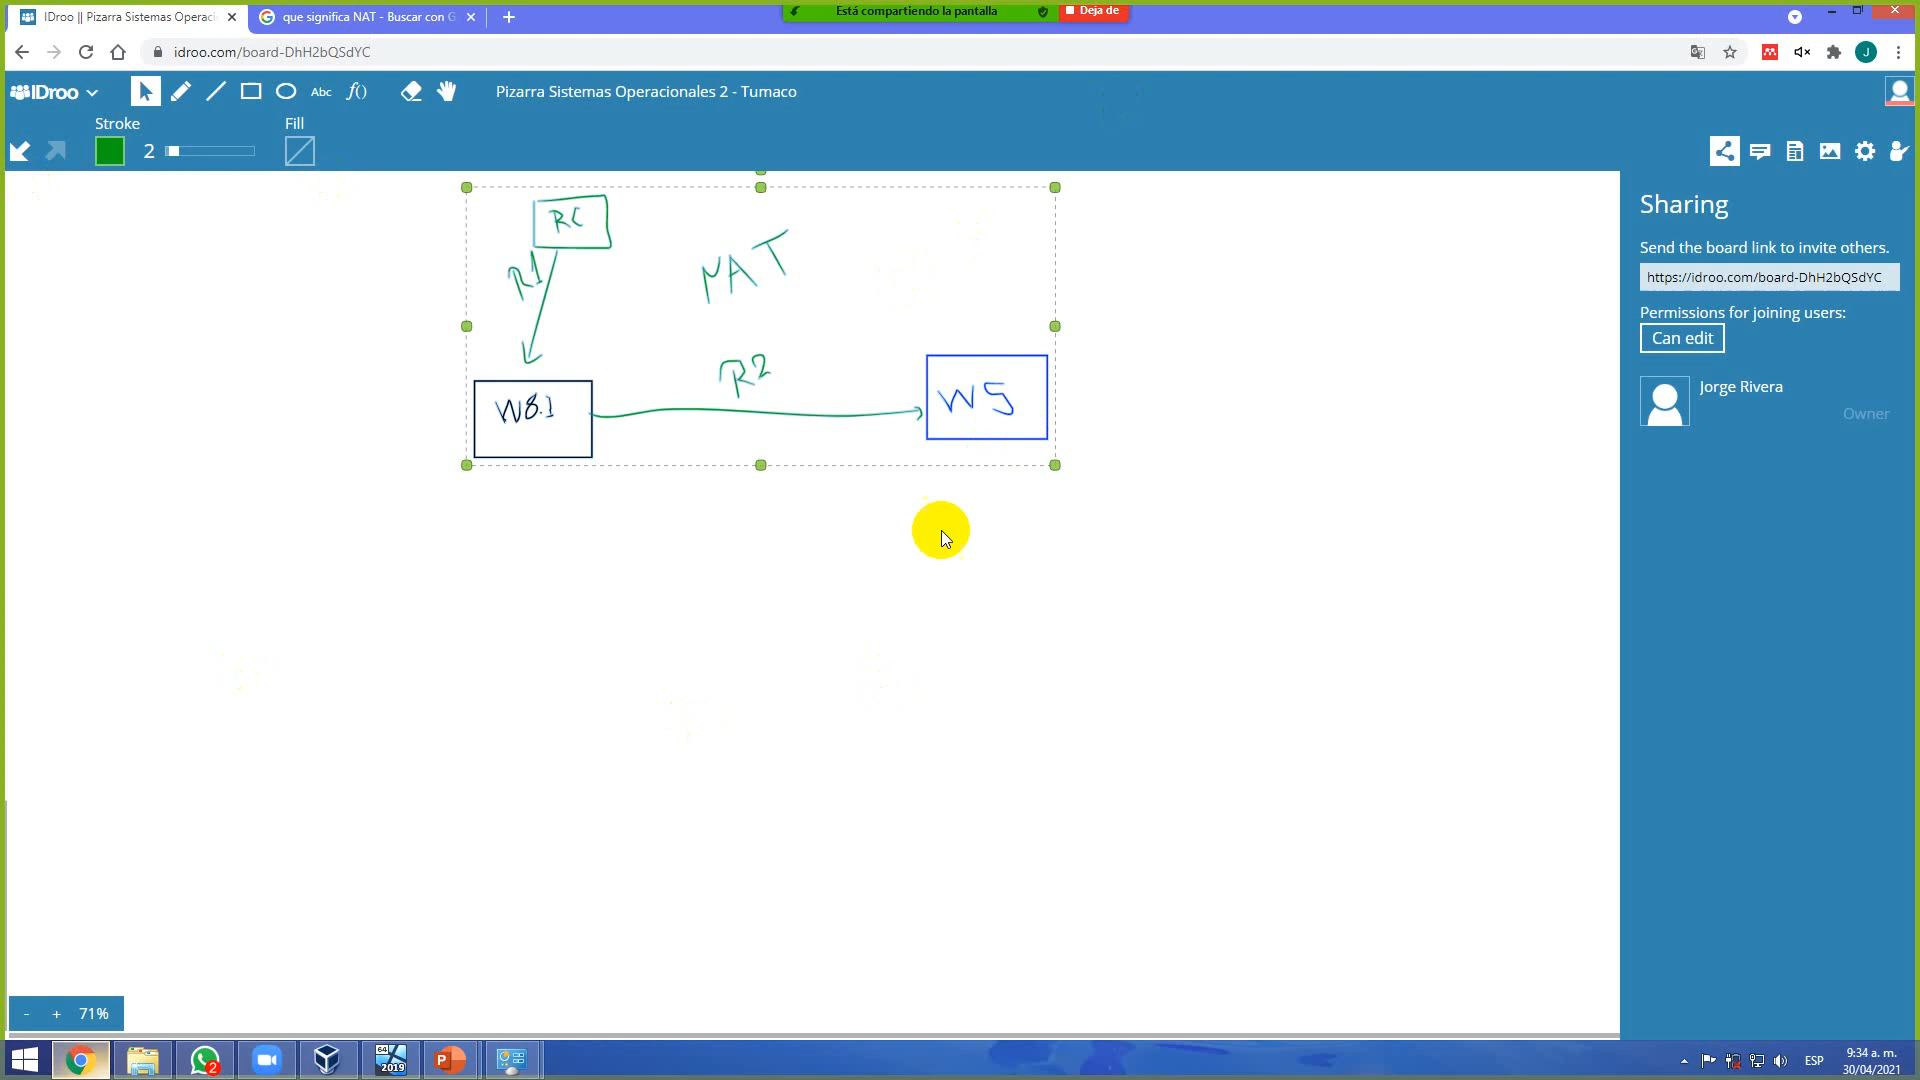 IDroo || Pizarra Sistemas Operaci
que significa NAT - Buscar con G
Está compartiendo la pantalla
Deja de
idroo.com/board-DhH2bQSdYC
J
IDroo
Abc
f()
Pizarra Sistemas Operacionales 2 - Tumaco
Stroke
Fill
2
Sharing
Send the board link to invite others.
https://idroo.com/board-DhH2bQSdYC
Permissions for joining users:
Can edit
Jorge Rivera
Owner
RC
R1
NAT
R2
W8.1
W5
- + 71%
2
64
2019
P
ESP
9:34 a. m.
30/04/2021